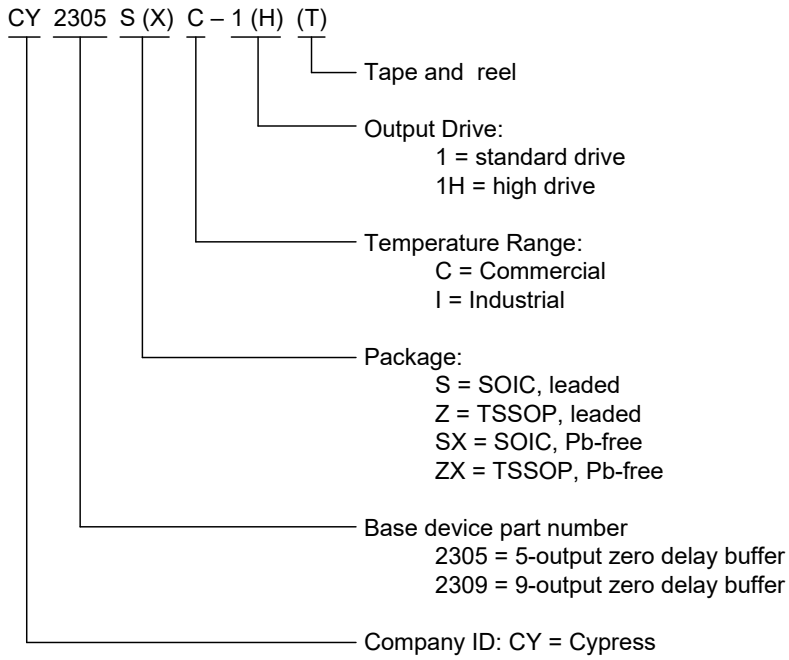 CY 2305 S (X) C – 1 (H) (T)
Tape and reel
Output Drive:
1 = standard drive
1H = high drive
Temperature Range:
C = Commercial
I = Industrial
Package:
S = SOIC, leaded
Z = TSSOP, leaded
SX = SOIC, Pb-free
ZX = TSSOP, Pb-free
Base device part number
2305 = 5-output zero delay buffer
2309 = 9-output zero delay buffer
Company ID: CY = Cypress